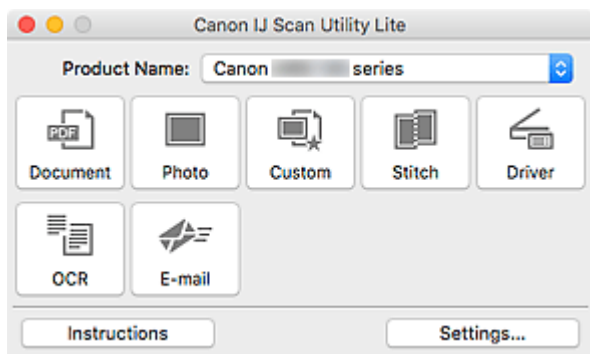 Canon IJ Scan Utility Lite
Product Name: Canon series
PDF
Document Photo Custom Stitch Driver
OCR E-mail
Instructions Settings...